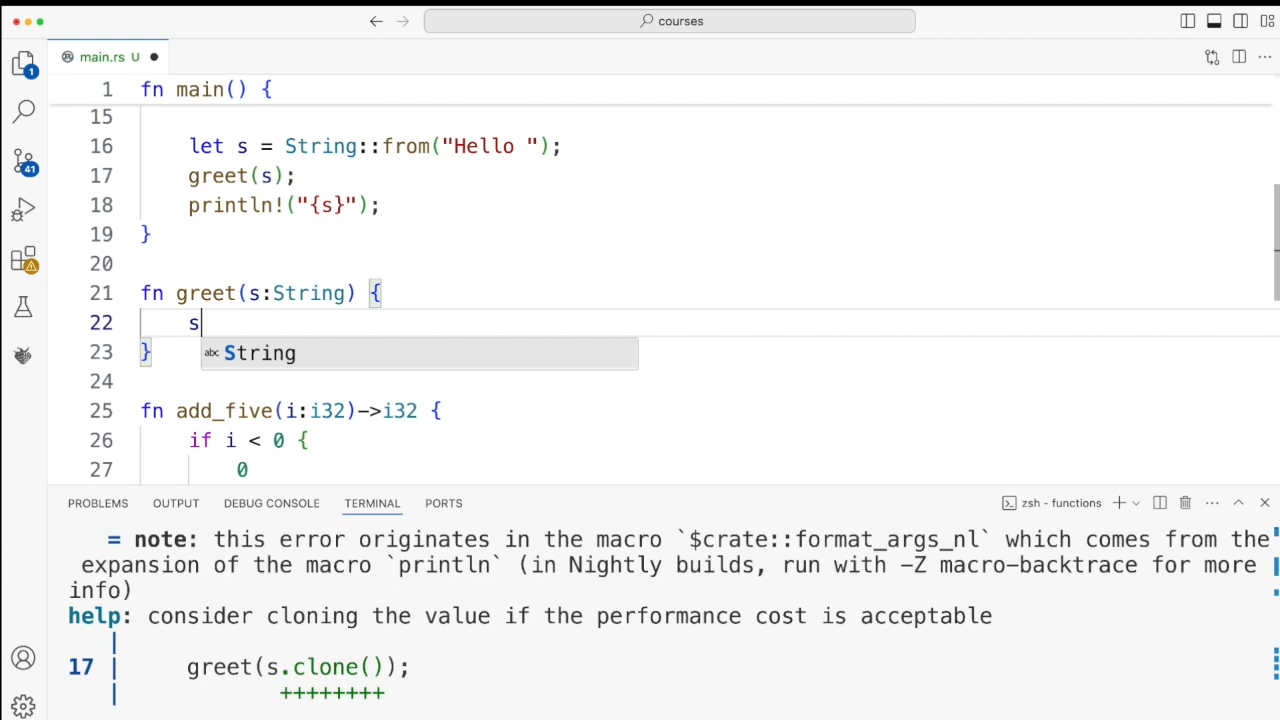 courses
main.rs U
1 fn main() {
15
16 let s = String::from("Hello ");
17 greet(s);
18 println!("{s}");
19 }
20
21 fn greet(s:String) {
22 s
23 }
abc String
24
25 fn add_five(i:i32)->i32 {
26 if i < 0 {
27 0
1
41
PROBLEMS OUTPUT DEBUG CONSOLE TERMINAL PORTS zsh - functions
= note: this error originates in the macro `$crate::format_args_nl` which comes from the
expansion of the macro `println` (in Nightly builds, run with -Z macro-backtrace for more
info)
help: consider cloning the value if the performance cost is acceptable
|
17 | greet(s.clone());
| ++++++++